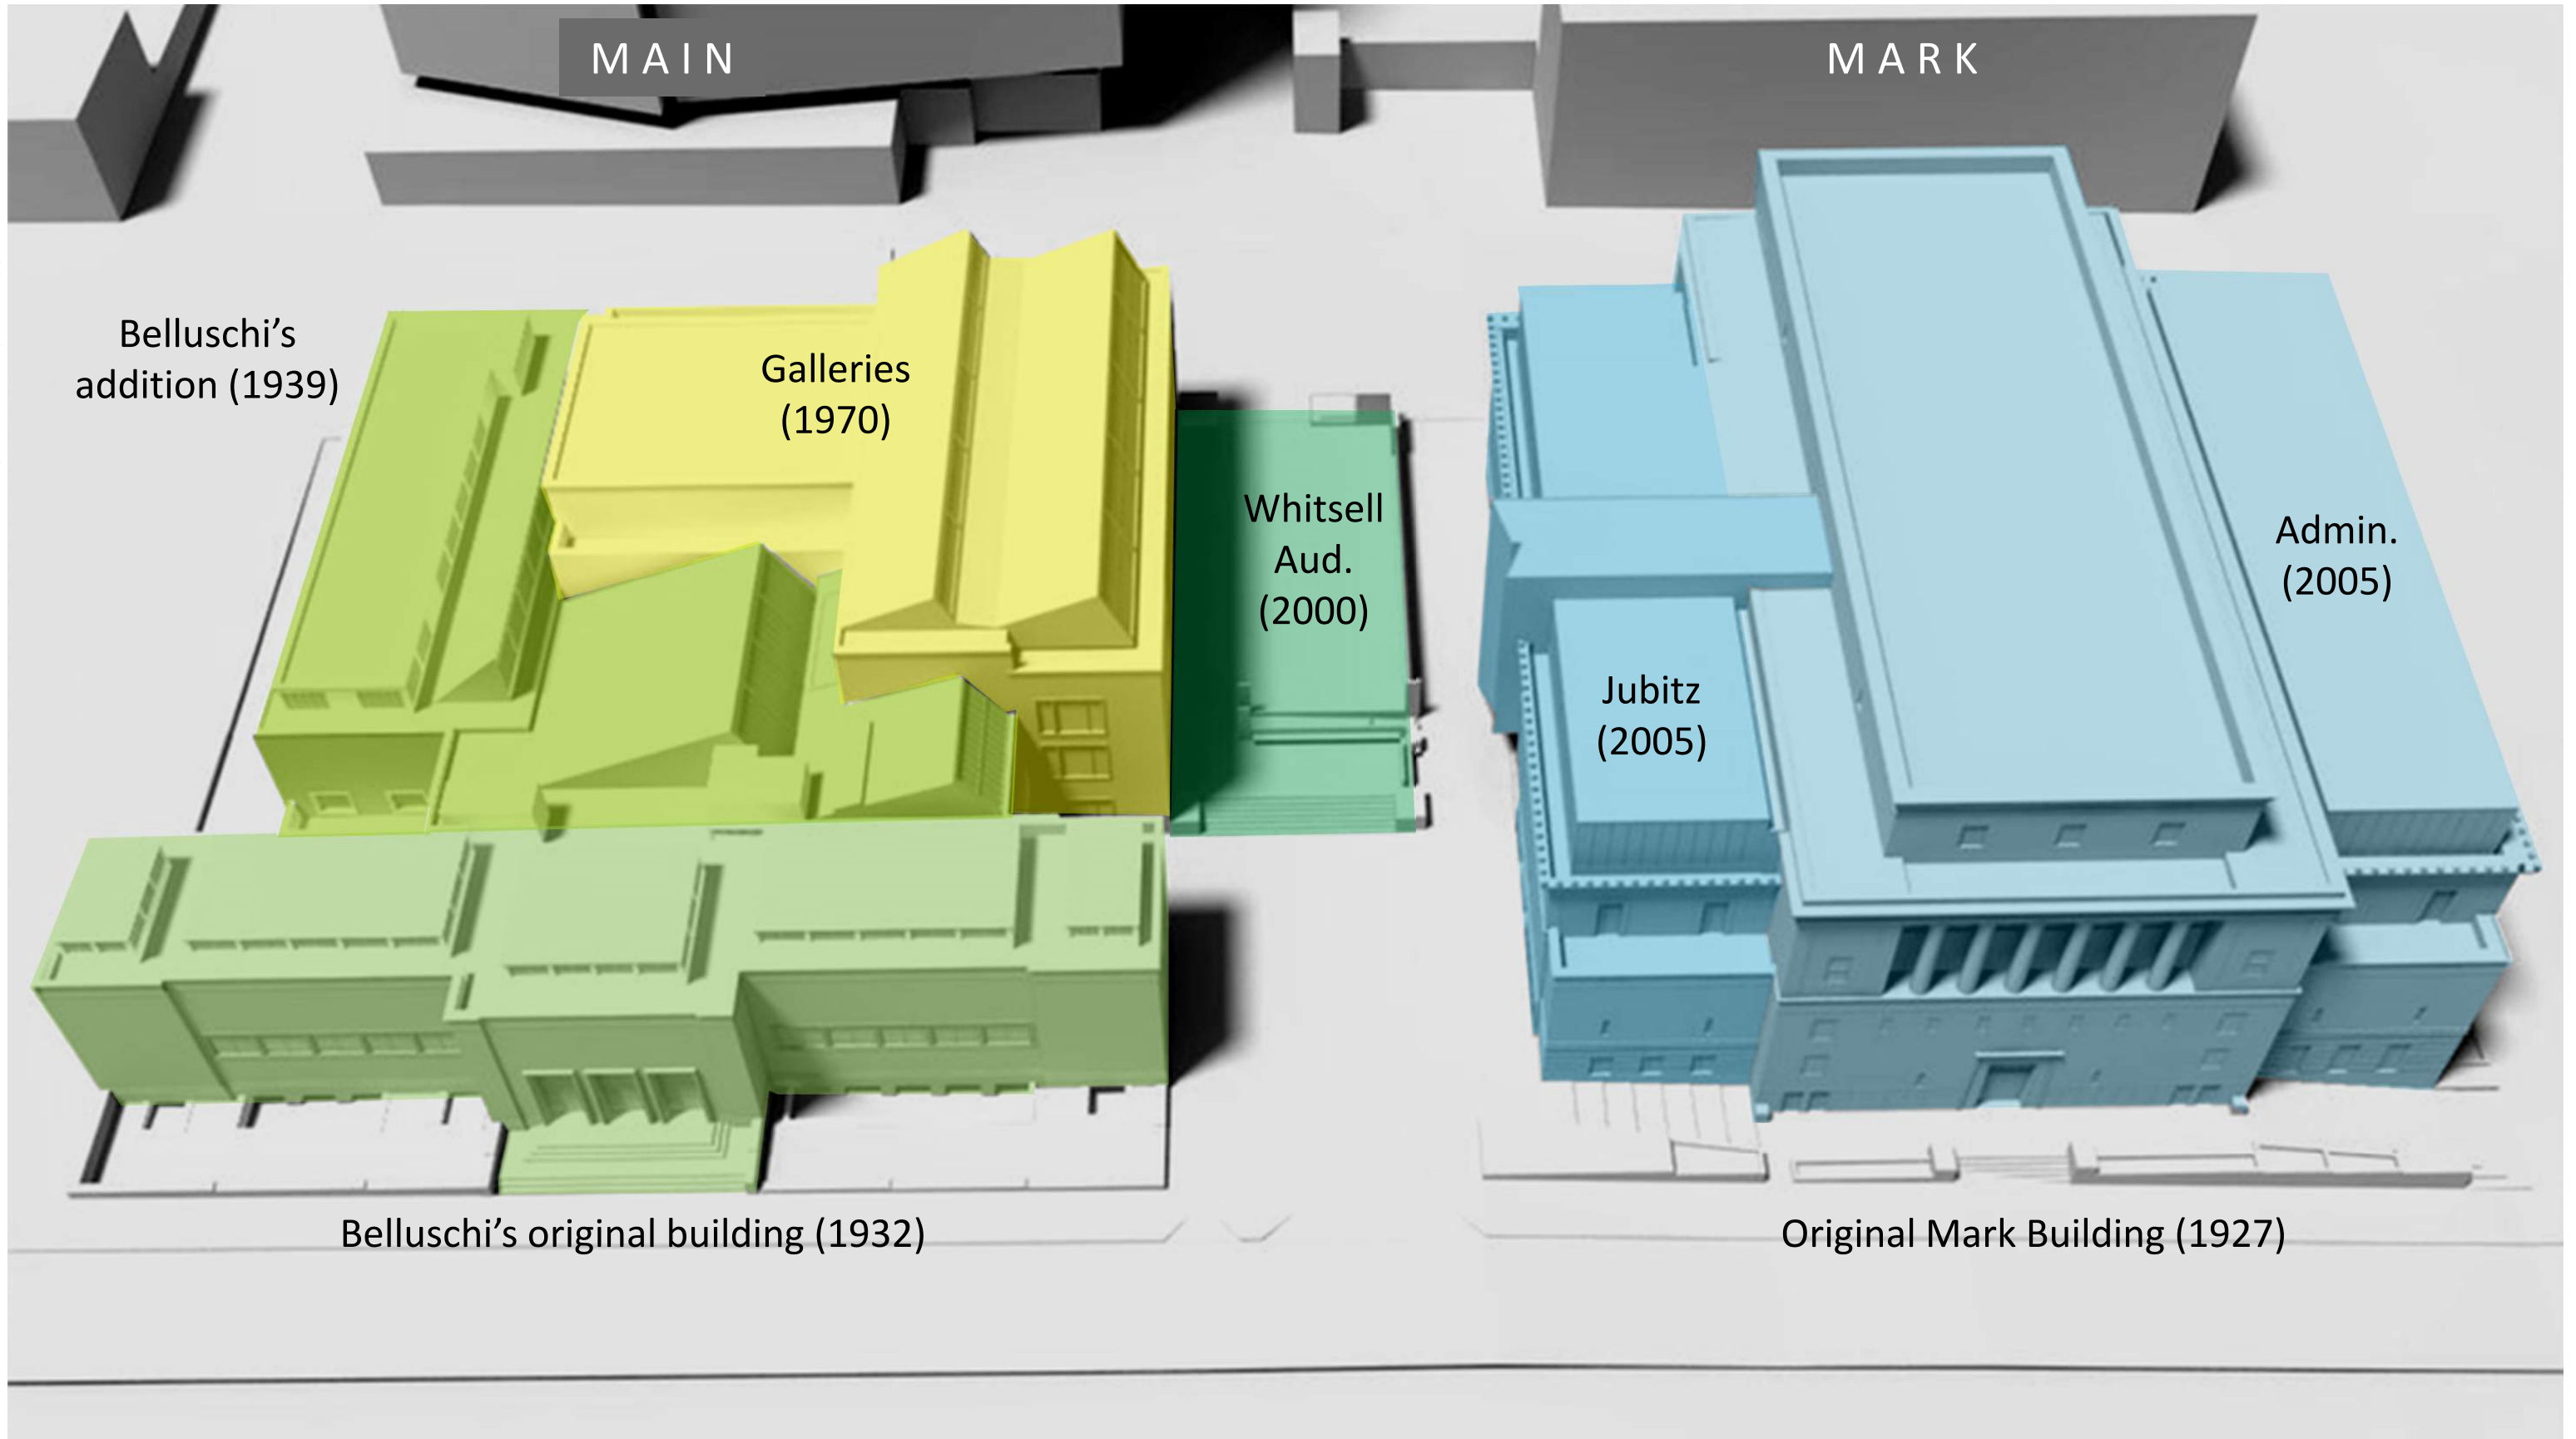 MAIN
MARK
Belluschi’s
addition (1939)
Galleries
(1970)
Whitsell
Aud.
(2000)
Admin.
(2005)
Jubitz
(2005)
Belluschi’s original building (1932)
Original Mark Building (1927)